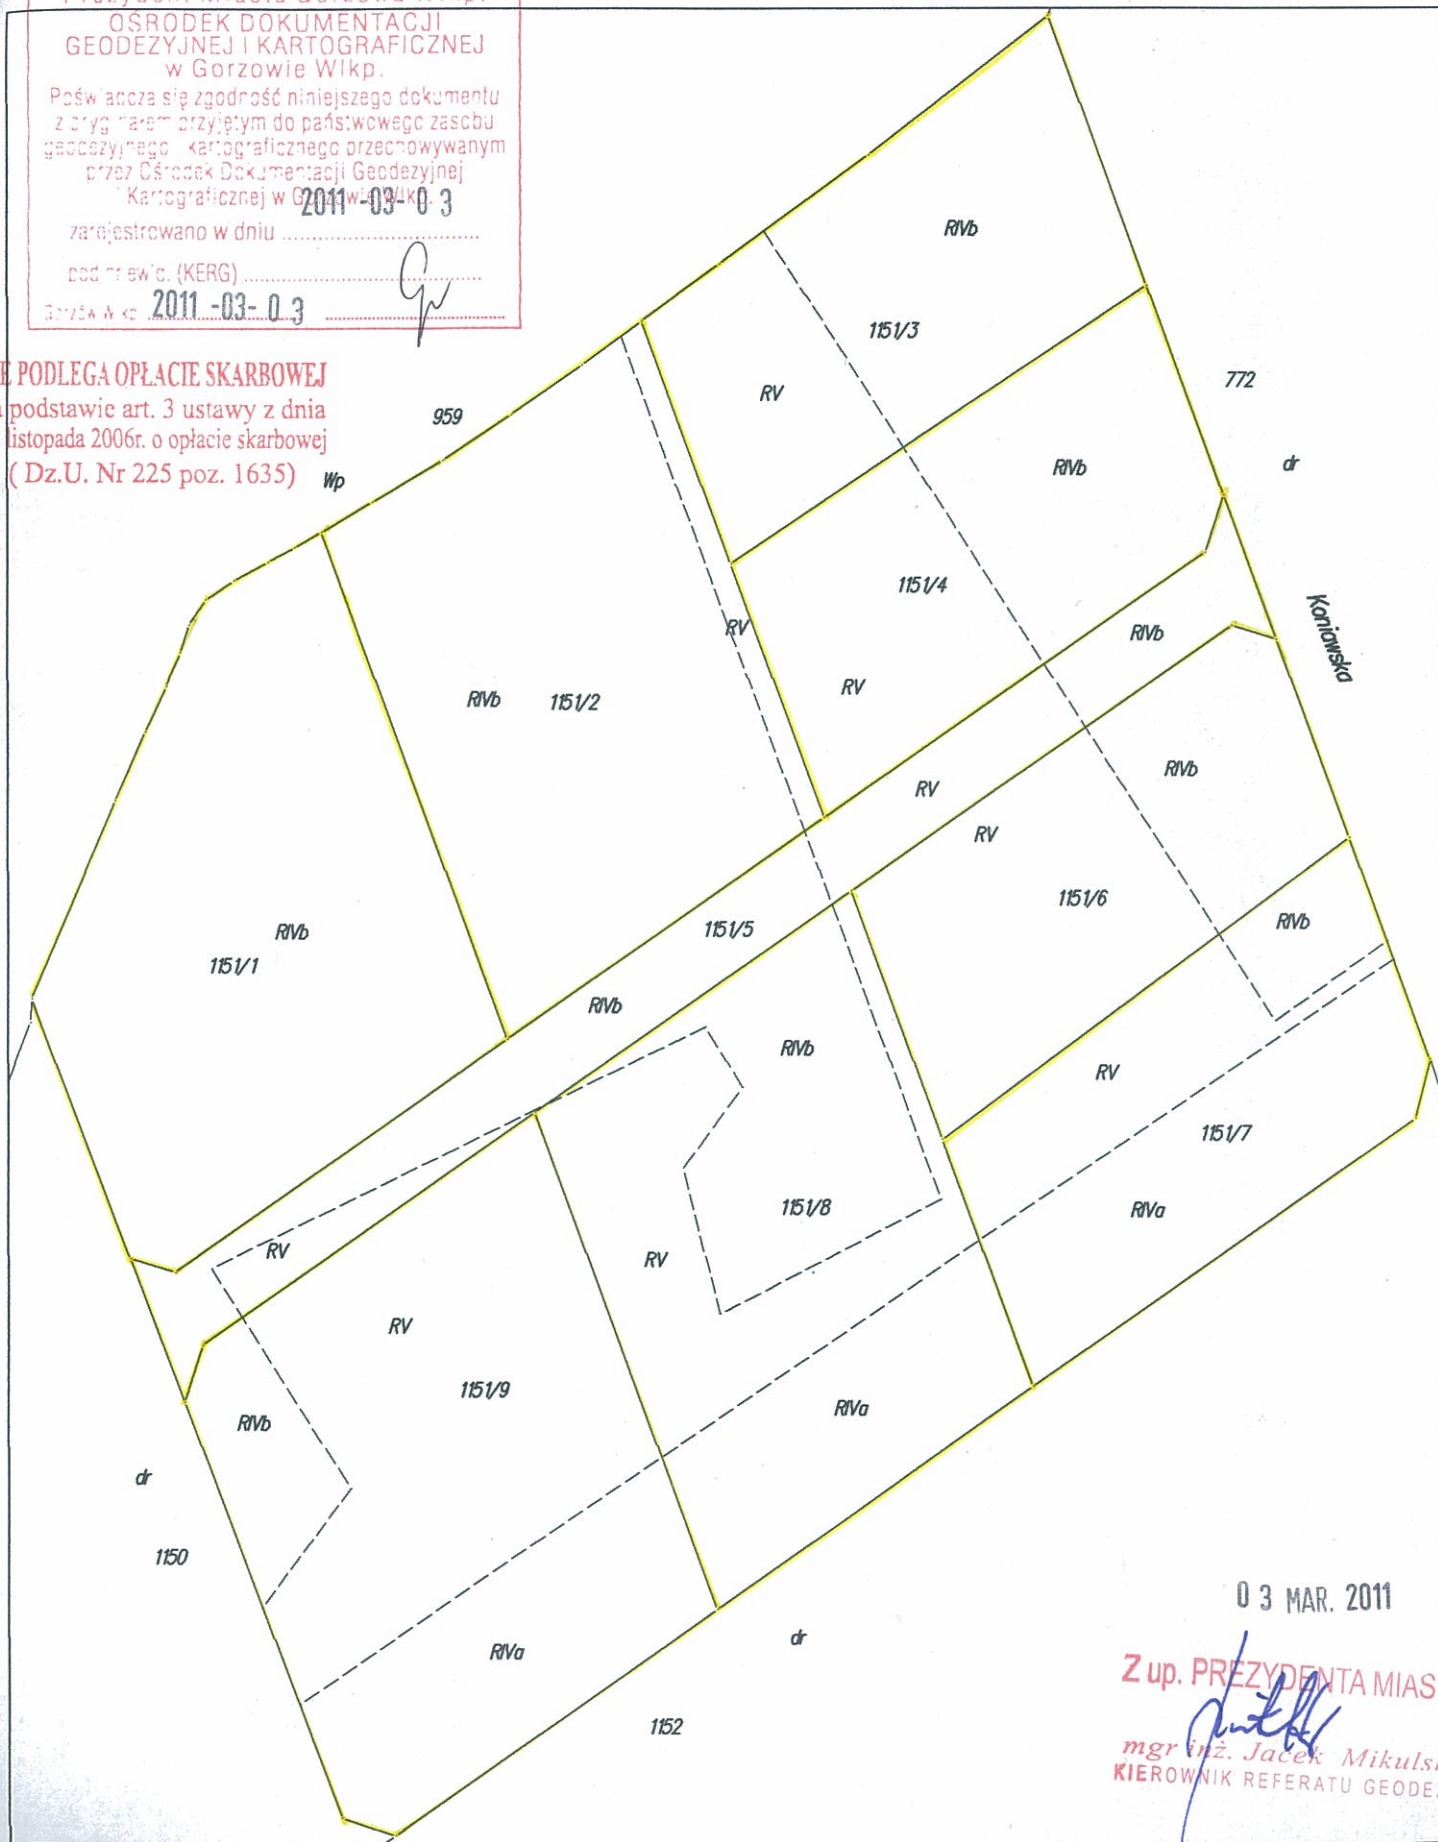 OŚRODEK DOKUMENTACJI
GEODEZYJNEJ I KARTOGRAFICZNEJ
w Gorzowie Wlkp.
Poświadcza się zgodność niniejszego dokumentu
przyjętym do państwowego zasobu
geodezyjnego kartograficznego przechowywanym
przez Ośrodek Dokumentacji Geodezyjnej
Kartograficznej w Gorzowie Wlkp.
2011-03-03
zarejestrowano w dniu
(KERG)
2011-03-03
PODLEGA OPŁACIE SKARBOWEJ
podstawie art. 3 ustawy z dnia
listopada 2006r. o opłacie skarbowej
( Dz.U. Nr 225 poz. 1635)
959
Wp
RIVb
1151/3
RV
772
dr
RIVb
1151/4
RV
RIVb
Koniawska
RV
RIVb
1151/2
RV
RIVb
RV
1151/6
RIVb
1151/5
RIVb
1151/1
RIVb
RIVb
RV
1151/7
RIVa
1151/8
RV
RV
RV
1151/9
RIVa
RIVb
dr
1150
RIVa
dr
1152
03 MAR. 2011
Z up. PREZYDENTA
mgr inż. Jacek
KIEROWNIK REFERATU